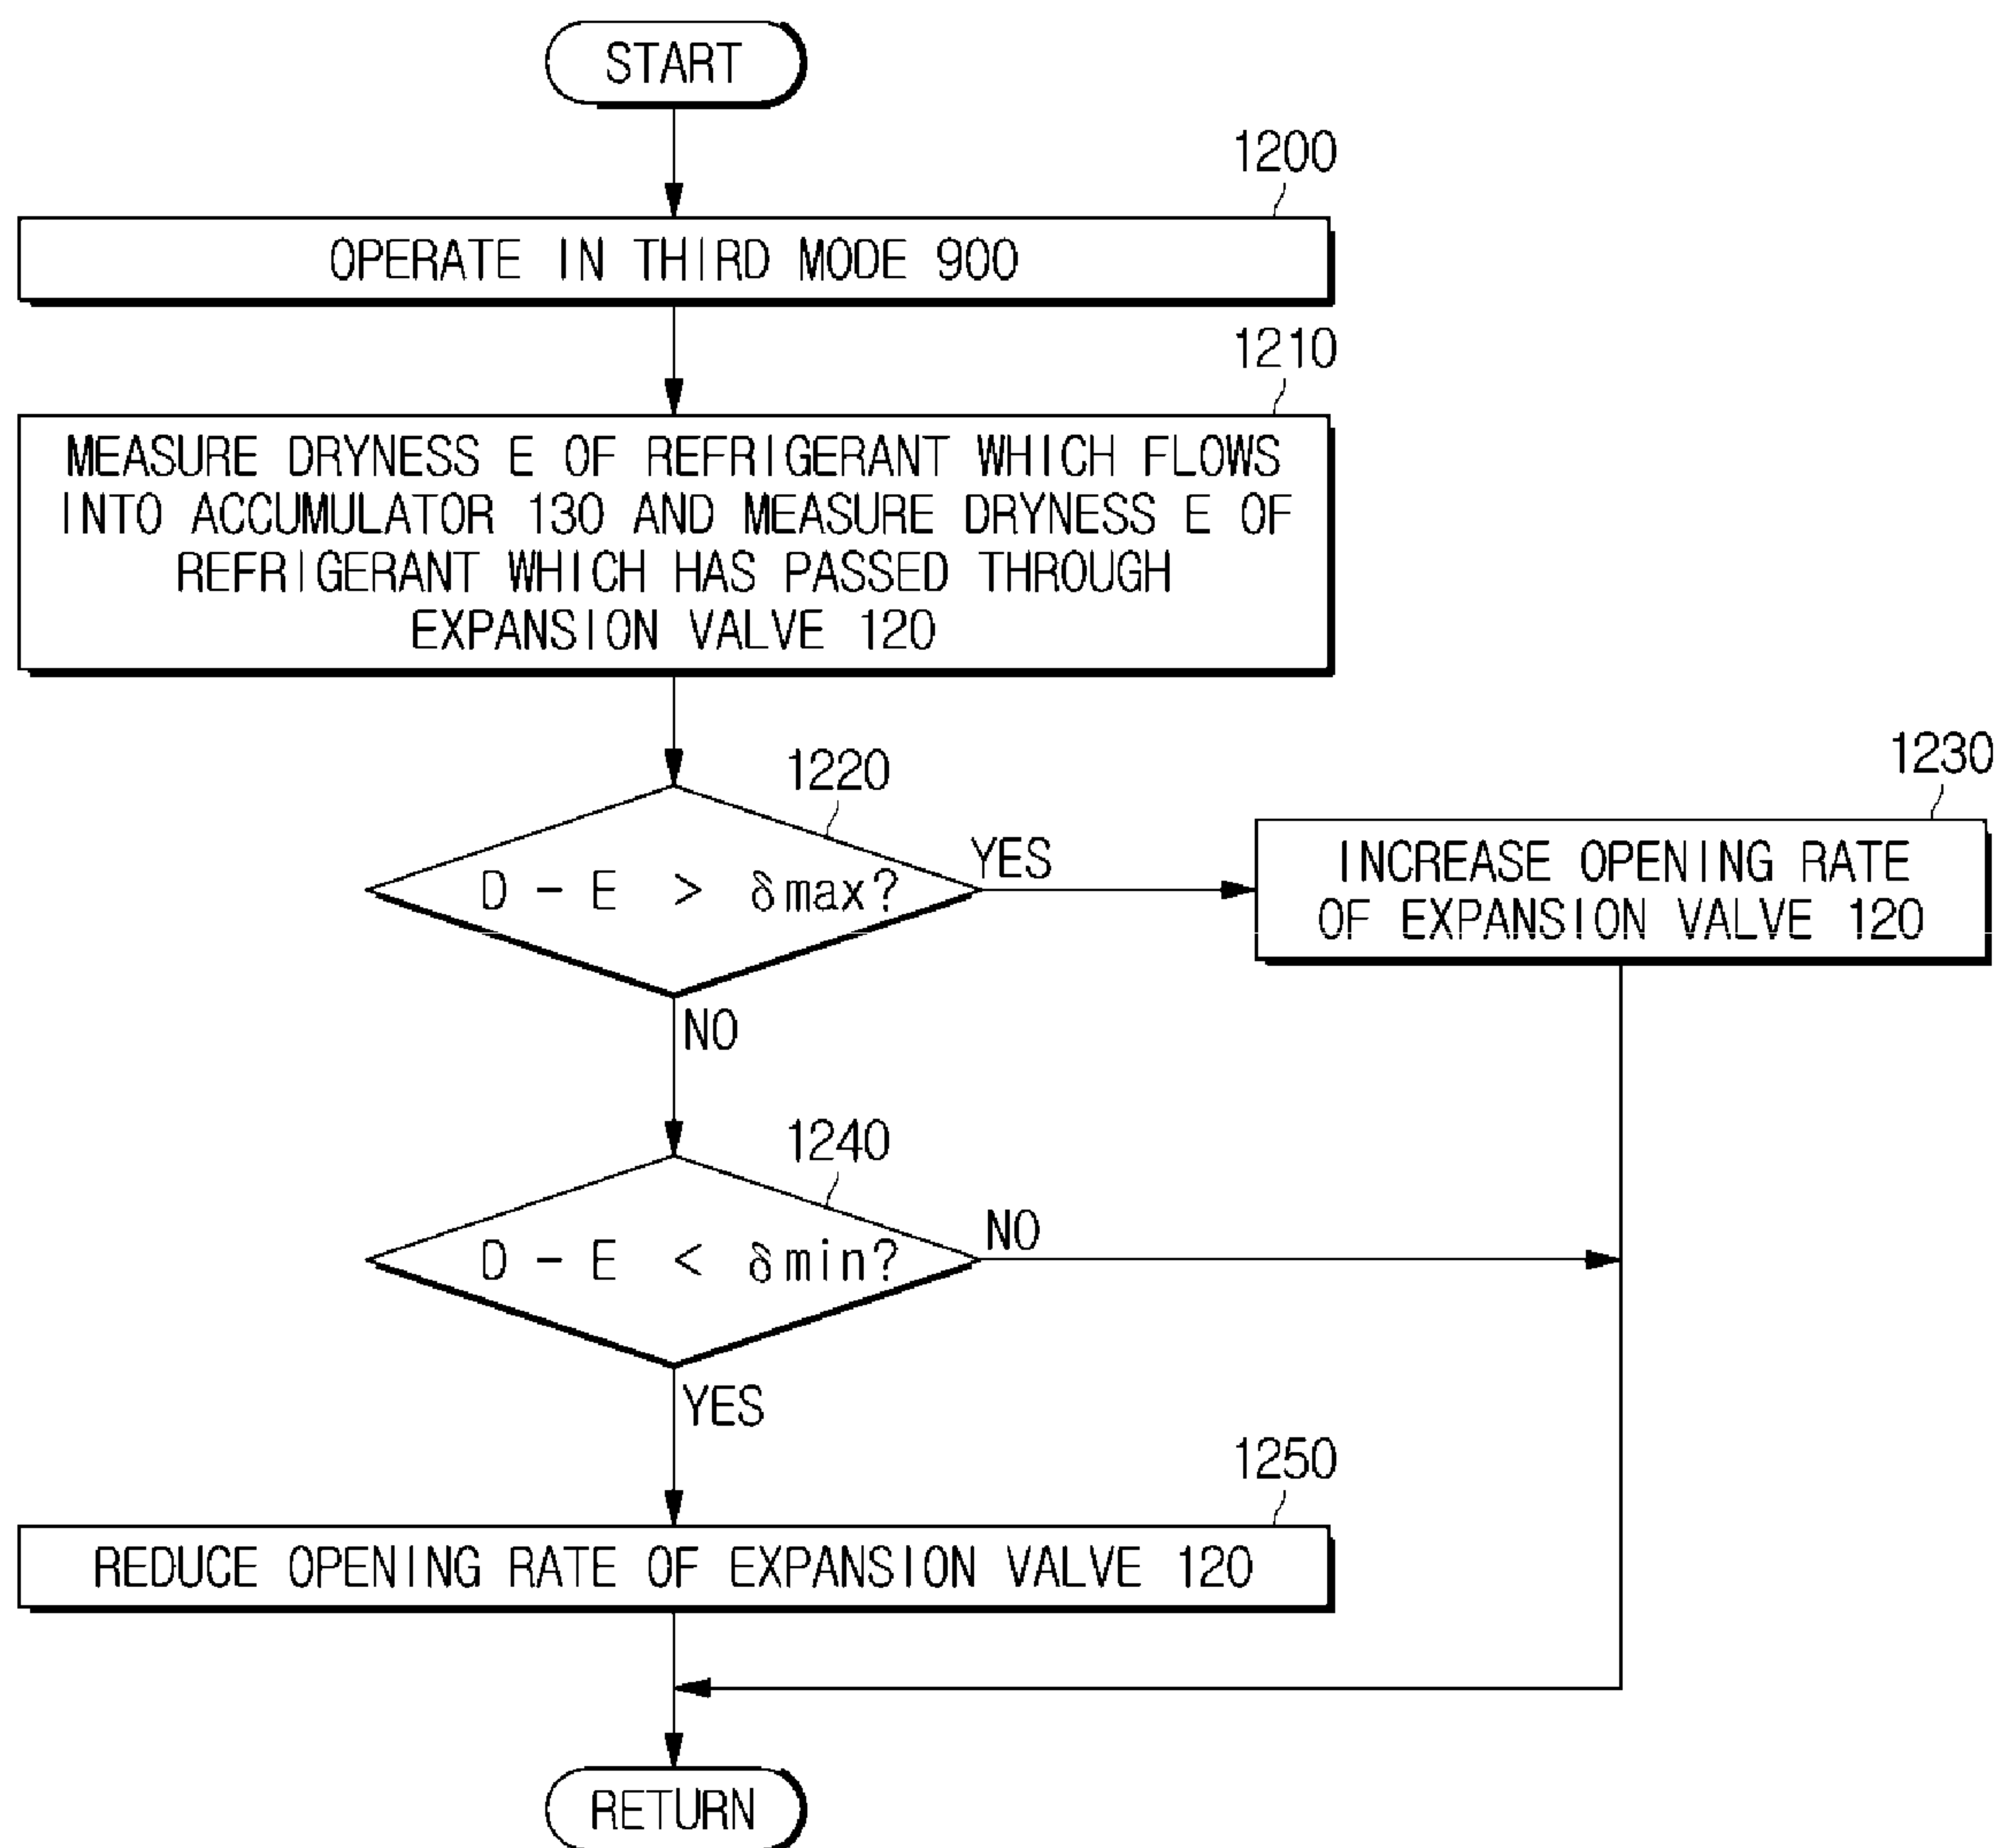 START
1200
OPERATE IN THIRD MODE 900
1210
MEASURE DRYNESS E OF REFRIGERANT WHICH FLOWS
INTO ACCUMULATOR 130 AND MEASURE DRYNESS E OF
REFRIGERANT WHICH HAS PASSED THROUGH
EXPANSION VALVE 120
1220
D - E > δmax?
YES
1230
INCREASE OPENING RATE
OF EXPANSION VALVE 120
NO
1240
D - E < δmin?
NO
YES
1250
REDUCE OPENING RATE OF EXPANSION VALVE 120
RETURN